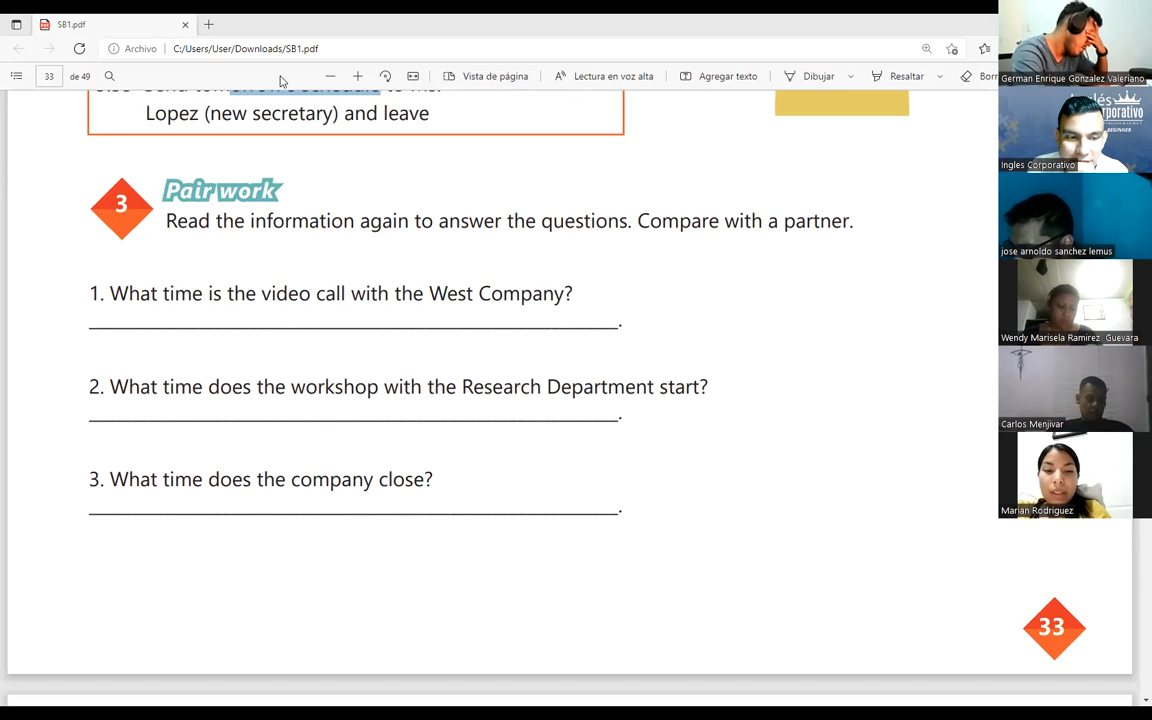 SB1.pdf
Archivo
C:/Users/User/Downloads/SB1.pdf
33
de 49
Vista de página
Lectura en voz alta
Agregar texto
Dibujar
Resaltar
Lopez (new secretary) and leave
3
Pair work
Read the information again to answer the questions. Compare with a partner.
1. What time is the video call with the West Company?
2. What time does the workshop with the Research Department start?
3. What time does the company close?
33
German Enrique Gonzalez Valeriano
BEGINNER
Ingles Corporativo
jose arnoldo sanchez lemus
Wendy Marisela Ramirez Guevara
Carlos Menjivar
Marian Rodriguez